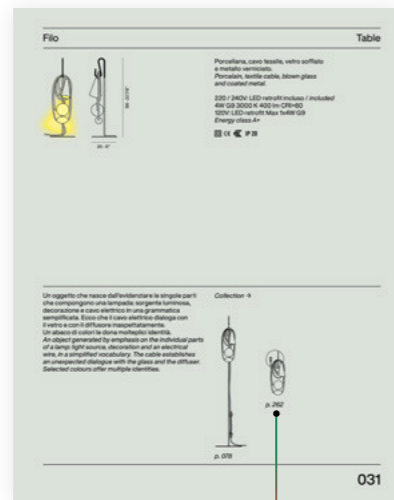 Filo
Table
Porcellana, cavo tessile, vetro soffiato
e metallo verniciato.
Porcelain, textile cable, blown glass
and coated metal.
220 / 240V: LED retrofit incluso / included
4W G9 3000 K 400 lm CRI>80
120V: LED retrofit Max 1x4W G9
Energy class A+
CE IP 20
Un oggetto che nasce dall'evidenziare le singole parti
che compongono una lampada: sorgente luminosa,
decorazione e cavo elettrico in una grammatica
semplificata. Ecco che il cavo elettrico dialoga con
il vetro e con il diffusore inaspettatamente.
Un abaco di colori le dona molteplici identità.
An object generated by emphasis on the individual parts
of a lamp: light source, decoration and an electrical
wire, in a simplified vocabulary. The cable establishes
an unexpected dialogue with the glass and the diffuser.
Selected colours offer multiple identities.
Collection →
p. 262
p. 078
031